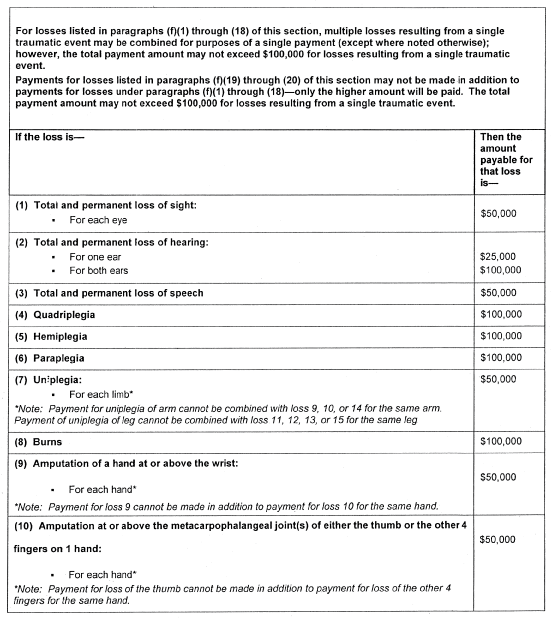 For losses listed in paragraphs (f)(1) through (18) of this section, multiple losses resulting from a single
traumatic event may be combined for purposes of a single payment (except where noted otherwise);
however, the total payment amount may not exceed $100,000 for losses resulting from a single traumatic
event.
Payments for losses listed in paragraphs (f)(19) through (20) of this section may not be made in addition to
payments for losses under paragraphs (f)(1) through (18)—only the higher amount will be paid. The total
payment amount may not exceed $100,000 for losses resulting from a single traumatic event.
If the loss is—
Then the
amount
payable for
that loss
is—
(1) Total and permanent loss of sight:
▪ For each eye
$50,000
(2) Total and permanent loss of hearing:
▪ For one ear
$25,000
▪ For both ears
$100,000
(3) Total and permanent loss of speech
$50,000
(4) Quadriplegia
$100,000
(5) Hemiplegia
$100,000
(6) Paraplegia
$100,000
(7) Uniplegia:
$50,000
▪ For each limb*
*Note: Payment for uniplegia of arm cannot be combined with loss 9, 10, or 14 for the same arm.
Payment of uniplegia of leg cannot be combined with loss 11, 12, 13, or 15 for the same leg
(8) Burns
$100,000
(9) Amputation of a hand at or above the wrist:
$50,000
▪ For each hand*
*Note: Payment for loss 9 cannot be made in addition to payment for loss 10 for the same hand.
(10) Amputation at or above the metacarpophalangeal joint(s) of either the thumb or the other 4
fingers on 1 hand:
$50,000
▪ For each hand*
*Note: Payment for loss of the thumb cannot be made in addition to payment for loss of the other 4
fingers for the same hand.